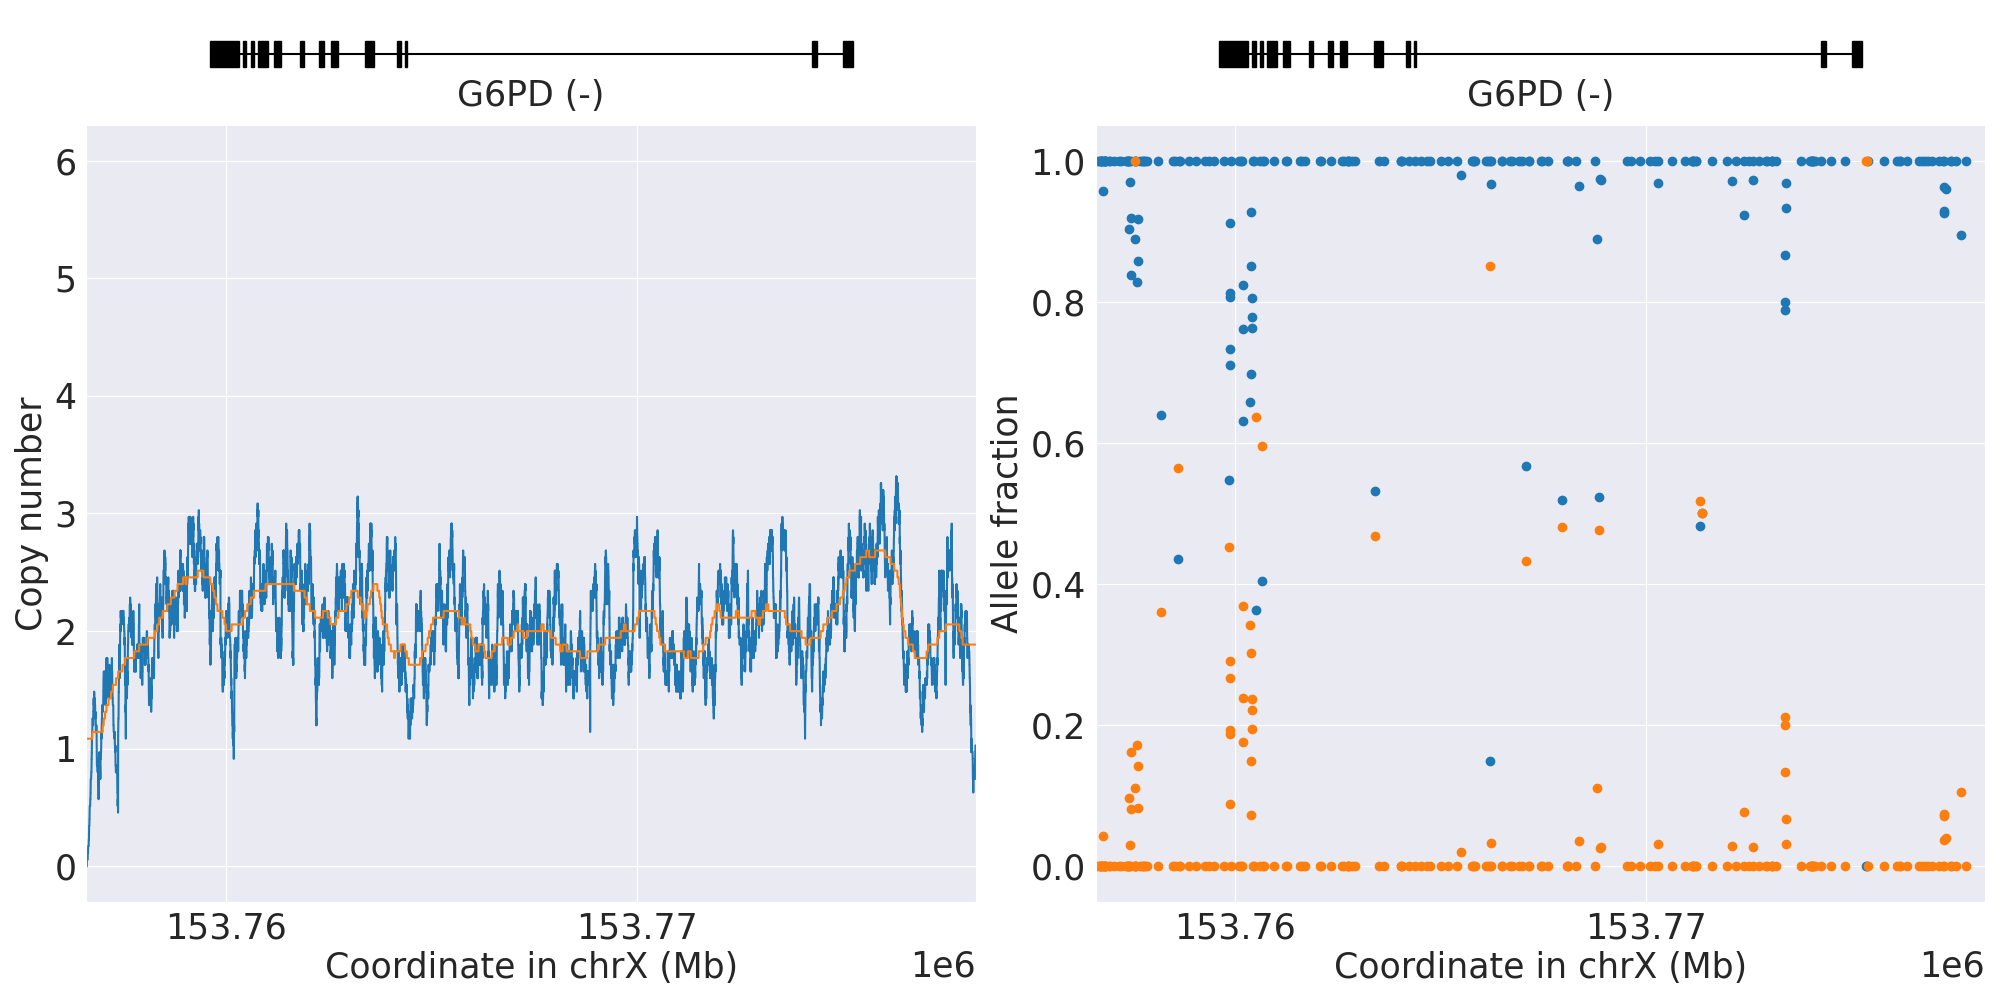 G6PD (-)
6
5
4
3
2
1
0
Copy number
153.76
153.77
Coordinate in chrX (Mb)
1e6
G6PD (-)
1.0
0.8
0.6
0.4
0.2
0.0
Allele fraction
153.76
153.77
Coordinate in chrX (Mb)
1e6